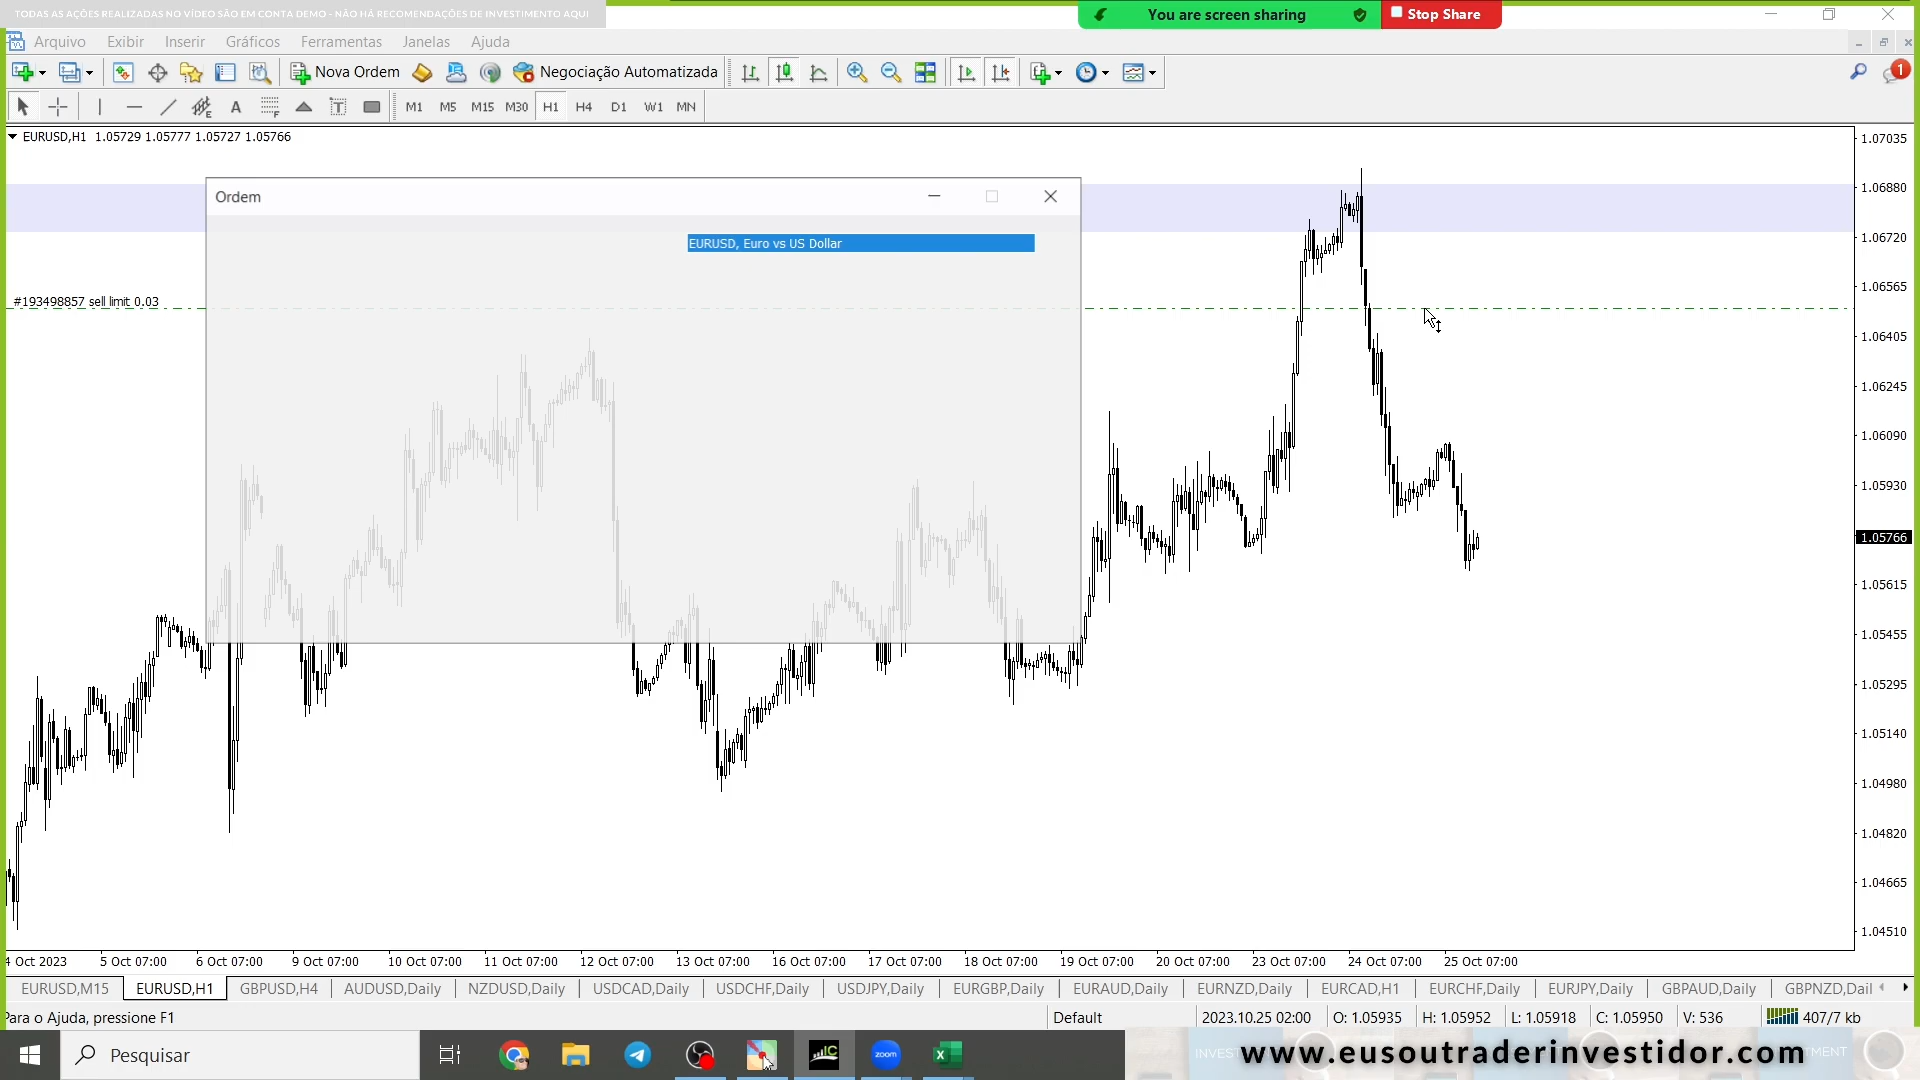 TODAS AS AÇÕES REALIZADAS NO VÍDEO SÃO EM CONTA DEMO - NÃO HÁ RECOMENDAÇÕES DE INVESTIMENTO AQUI
You are screen sharing
Stop Share
Arquivo Exibir Inserir Gráficos Ferramentas Janelas Ajuda
Nova Ordem Negociação Automatizada
1
A M1 M5 M15 M30 H1 H4 D1 W1 MN
EURUSD,H1 1.05729 1.05777 1.05727 1.05766
Ordem
EURUSD, Euro vs US Dollar
#193498857 sell limit 0.03
1.07035
1.06880
1.06720
1.06565
1.06405
1.06245
1.06090
1.05930
1.05766
1.05615
1.05455
1.05295
1.05140
1.04980
1.04820
1.04665
1.04510
4 Oct 2023 5 Oct 07:00 6 Oct 07:00 9 Oct 07:00 10 Oct 07:00 11 Oct 07:00 12 Oct 07:00 13 Oct 07:00 16 Oct 07:00 17 Oct 07:00 18 Oct 07:00 19 Oct 07:00 20 Oct 07:00 23 Oct 07:00 24 Oct 07:00 25 Oct 07:00
EURUSD,M15 EURUSD,H1 GBPUSD,H4 AUDUSD,Daily NZDUSD,Daily USDCAD,Daily USDCHF,Daily USDJPY,Daily EURGBP,Daily EURAUD,Daily EURNZD,Daily EURCAD,H1 EURCHF,Daily EURJPY,Daily GBPAUD,Daily GBPNZD,Dail
Para o Ajuda, pressione F1
Default
2023.10.25 02:00 O: 1.05935 H: 1.05952 L: 1.05918 C: 1.05950 V: 536 407/7 kb
Pesquisar
IC
zoom
www.eusoutraderinvestidor.com